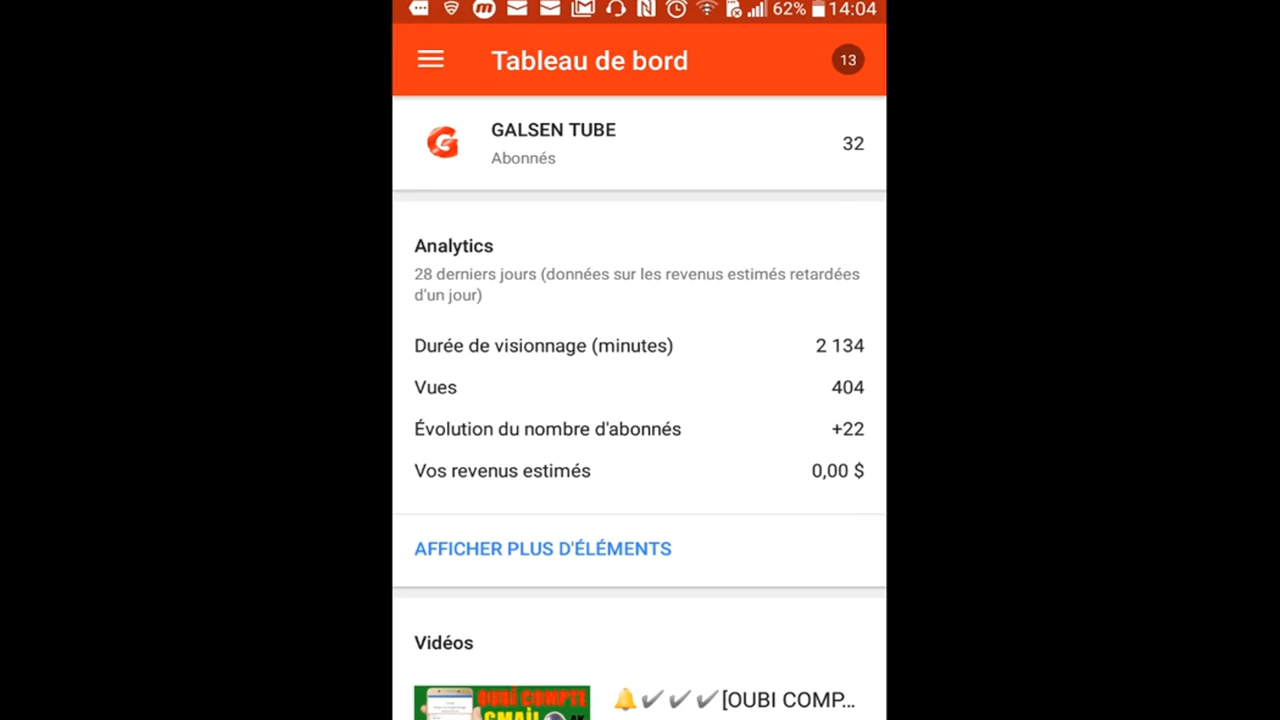 62% 14:04
Tableau de bord 13
GALSEN TUBE
Abonnés 32
Analytics
28 derniers jours (données sur les revenus estimés retardées
d'un jour)
Durée de visionnage (minutes) 2 134
Vues 404
Évolution du nombre d'abonnés +22
Vos revenus estimés 0,00 $
AFFICHER PLUS D'ÉLÉMENTS
Vidéos
OUBI COMPTE
GMAIL
🔔✔✔✔[OUBI COMP...